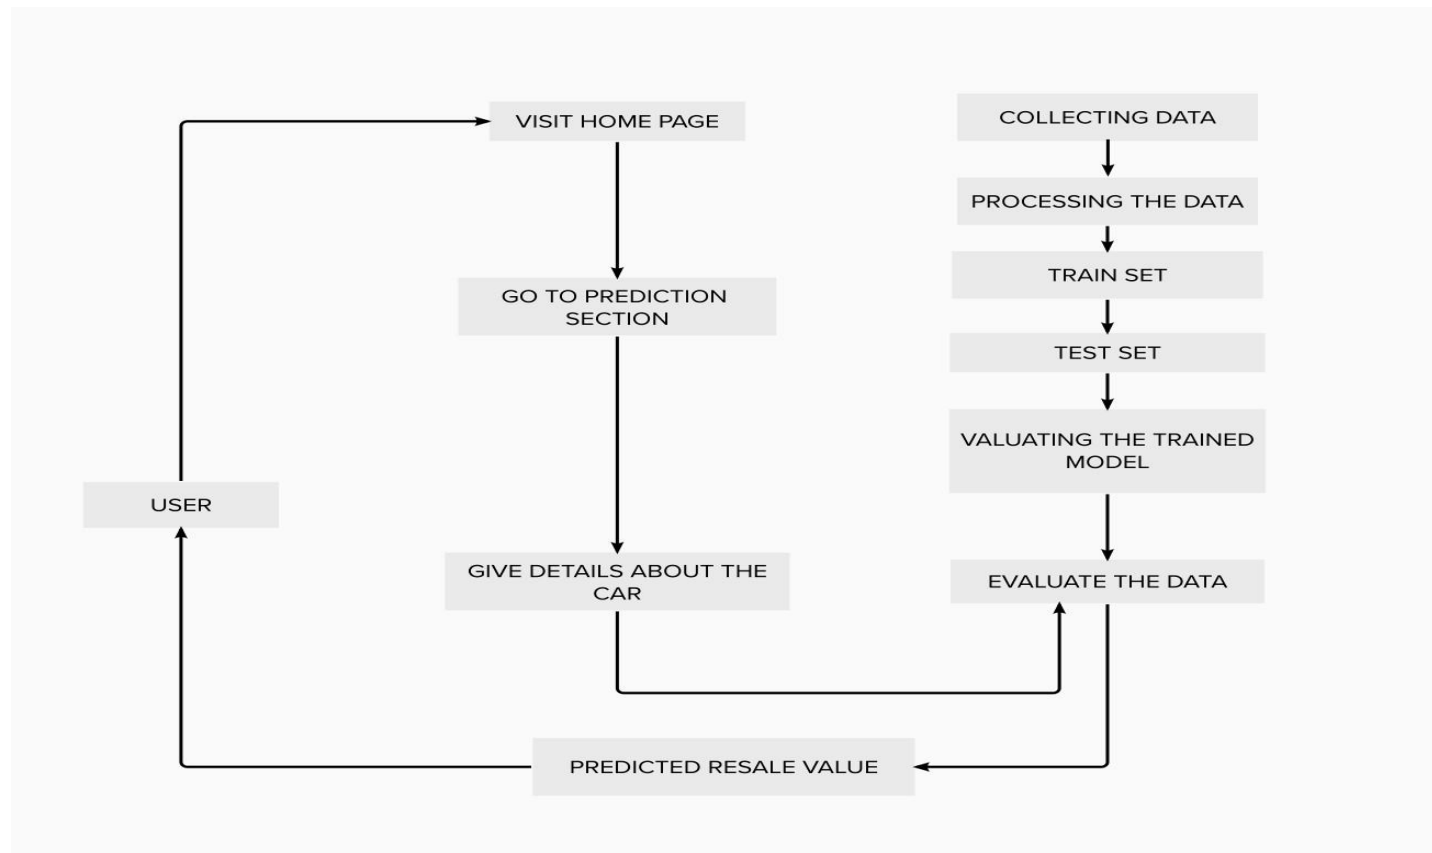 VISIT HOME PAGE
GO TO PREDICTION
SECTION
GIVE DETAILS ABOUT THE
CAR
USER
COLLECTING DATA
PROCESSING THE DATA
TRAIN SET
TEST SET
VALUATING THE TRAINED
MODEL
EVALUATE THE DATA
PREDICTED RESALE VALUE